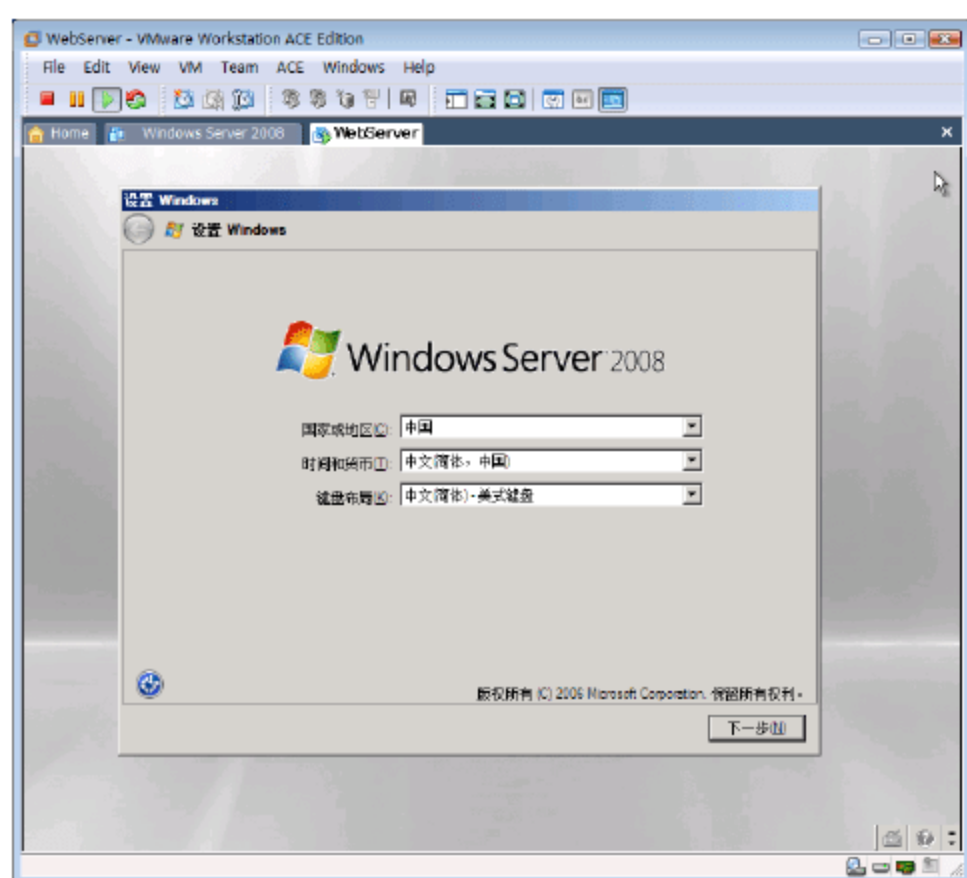 WebServer - VMware Workstation ACE Edition
File Edit View VM Team ACE Windows Help
Home Windows Server 2008 WebServer
设置 Windows
设置 Windows
Windows Server 2008
国家或地区(C): 中国
时间和货币(T): 中文(简体，中国)
键盘布局(K): 中文(简体)-美式键盘
版权所有 (C) 2006 Microsoft Corporation. 保留所有权利。
下一步(N)